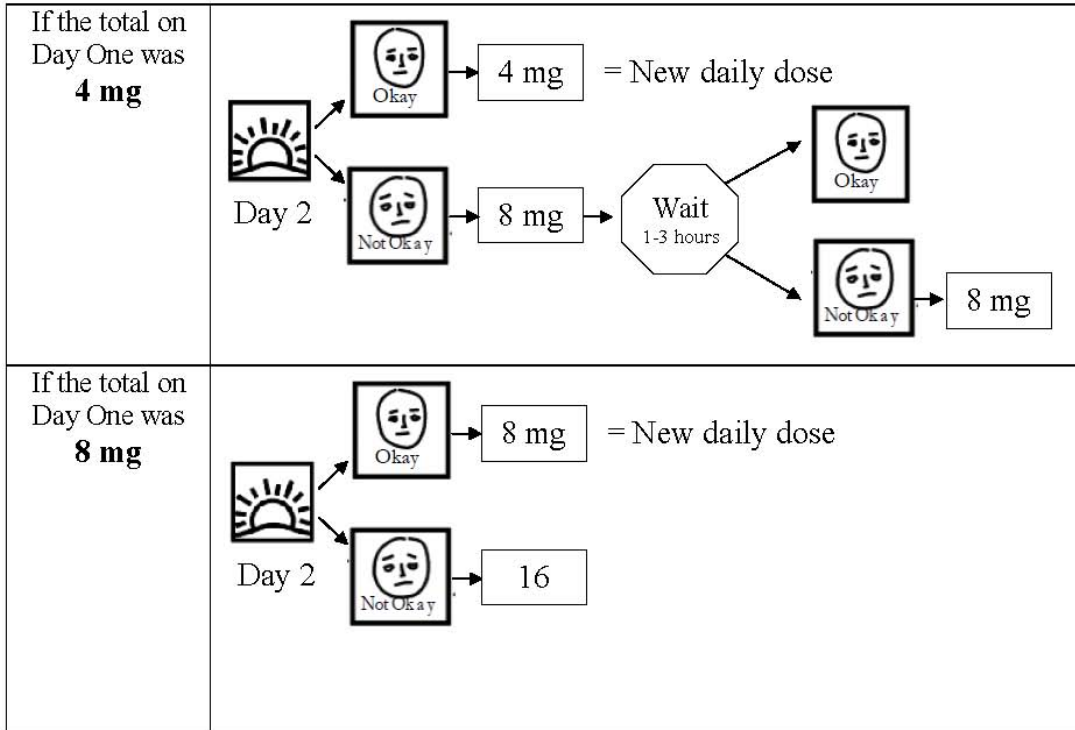 If the total on
Day One was
4 mg
Okay
4 mg
= New daily dose
Day 2
Not Okay
8 mg
Wait
1-3 hours
Okay
Not Okay
8 mg
If the total on
Day One was
8 mg
Okay
8 mg
= New daily dose
Day 2
Not Okay
16